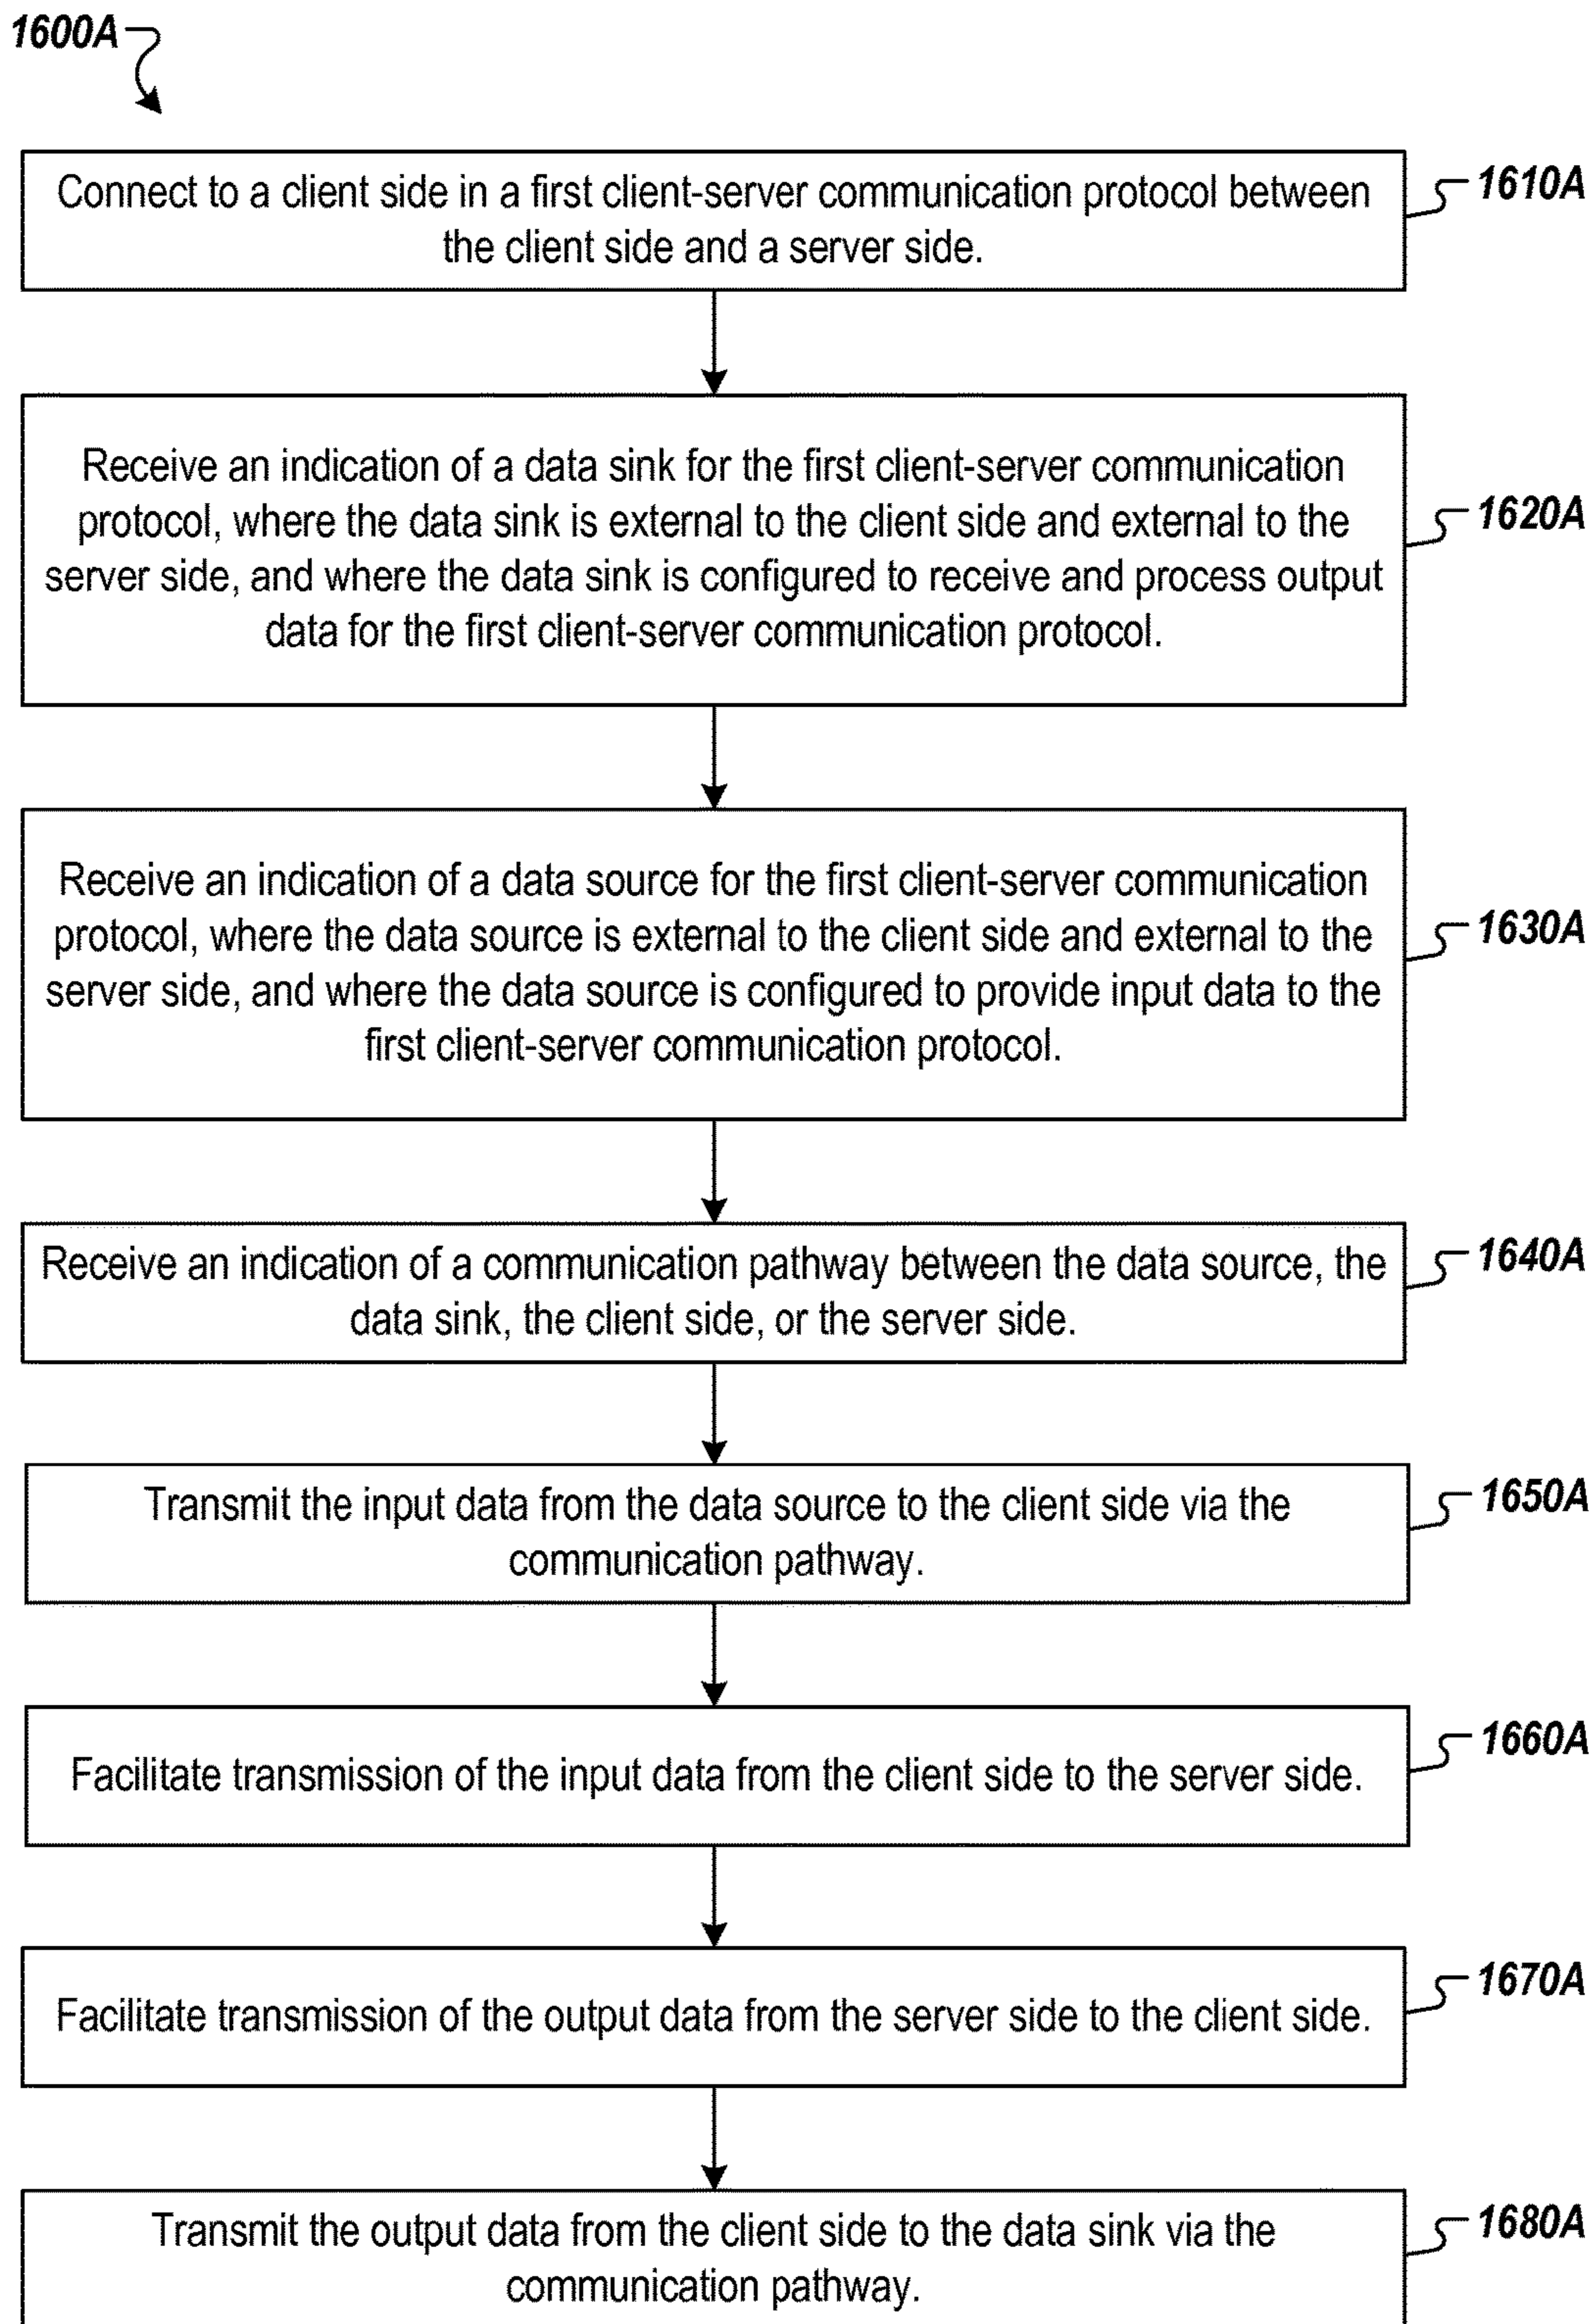 1600A
Connect to a client side in a first client-server communication protocol between
the client side and a server side.
1610A
Receive an indication of a data sink for the first client-server communication
protocol, where the data sink is external to the client side and external to the
server side, and where the data sink is configured to receive and process output
data for the first client-server communication protocol.
1620A
Receive an indication of a data source for the first client-server communication
protocol, where the data source is external to the client side and external to the
server side, and where the data source is configured to provide input data to the
first client-server communication protocol.
1630A
Receive an indication of a communication pathway between the data source, the
data sink, the client side, or the server side.
1640A
Transmit the input data from the data source to the client side via the
communication pathway.
1650A
Facilitate transmission of the input data from the client side to the server side.
1660A
Facilitate transmission of the output data from the server side to the client side.
1670A
Transmit the output data from the client side to the data sink via the
communication pathway.
1680A